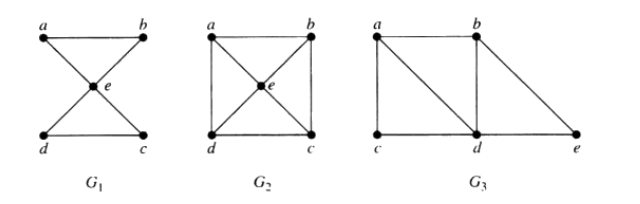 a b a b a b
e e
d c d c c d e
G₁ G₂ G₃